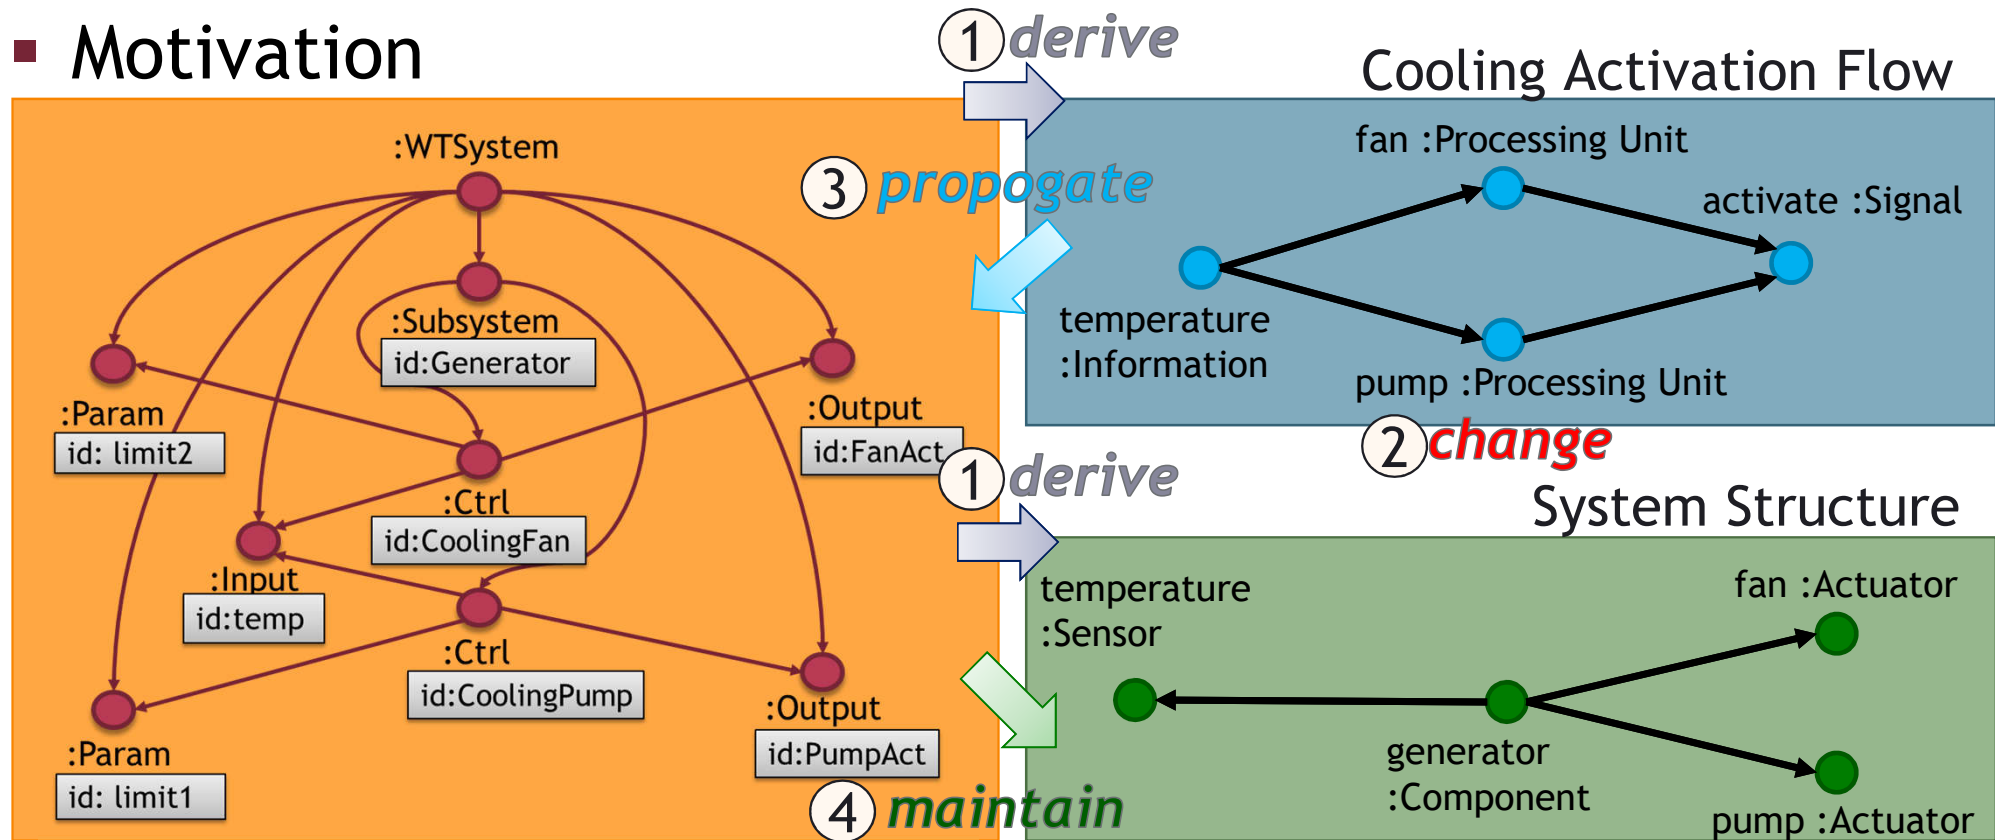 ▪ Motivation
1 derive
Cooling Activation Flow
:WTSystem
3 propogate
fan :Processing Unit
activate :Signal
:Subsystem
id:Generator
temperature
:Information
pump :Processing Unit
:Param
id: limit2
:Output
id:FanAct
2 change
1 derive
System Structure
:Ctrl
id:CoolingFan
:Input
id:temp
temperature
:Sensor
fan :Actuator
:Ctrl
id:CoolingPump
:Output
id:PumpAct
generator
:Component
:Param
id: limit1
4 maintain
pump :Actuator